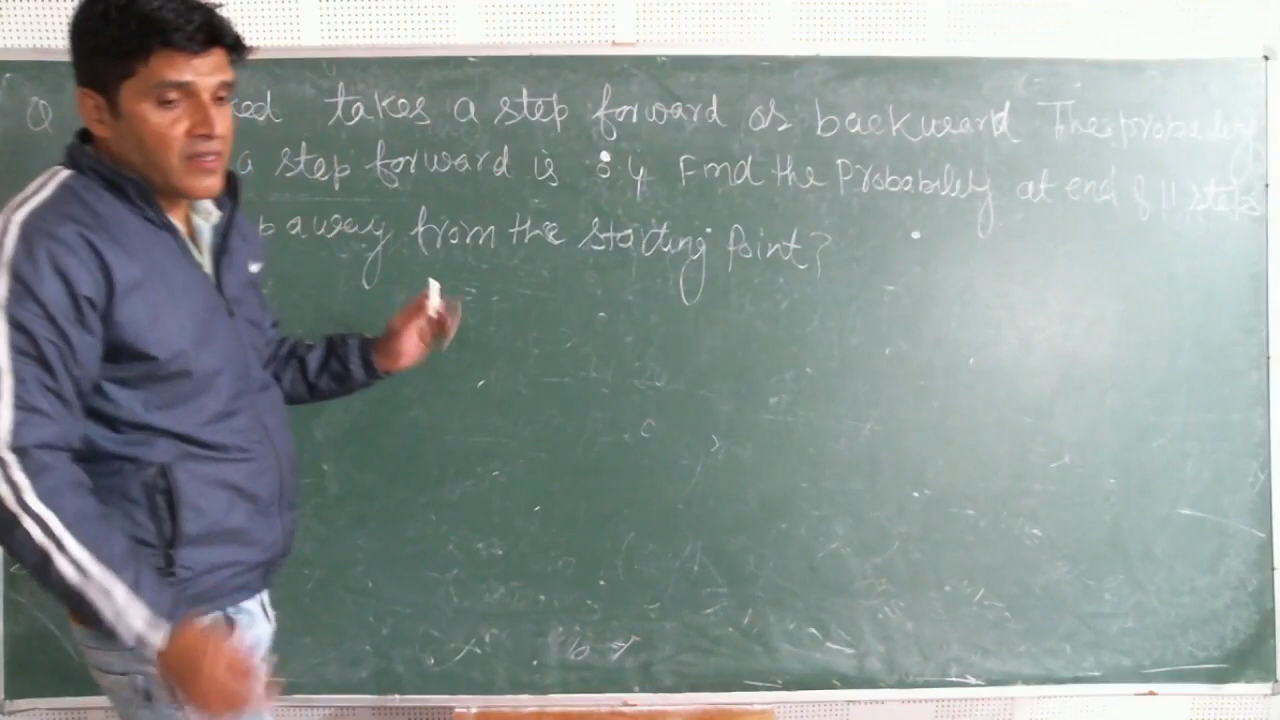 Q takes a step forward or backward The probability
a step forward is 0.4 Find the Probability at end of 11 steps
away from the starting Point?